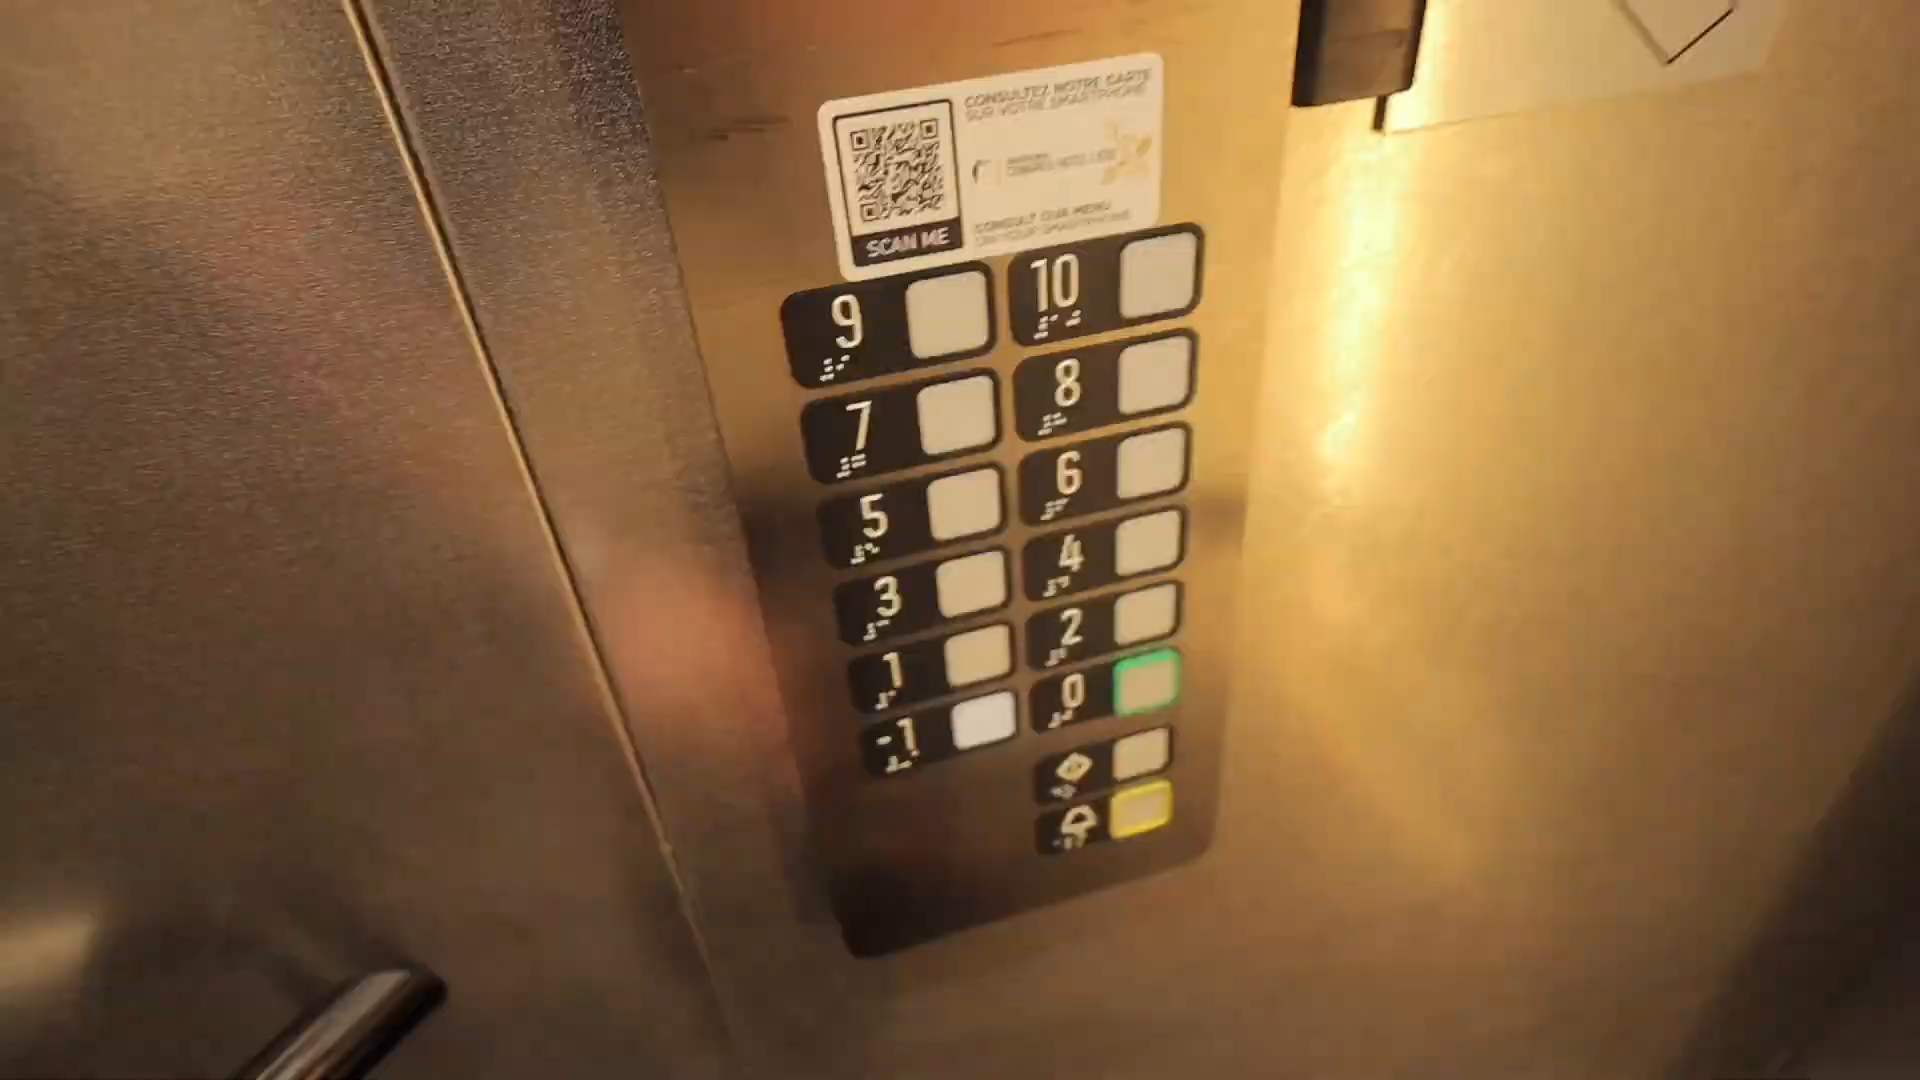 CONSULTEZ NOTRE CARTE
SUR VOTRE SMARTPHONE
CONSULT OUR MENU
ON YOUR SMARTPHONE
SCAN ME
9 10
7 8
5 6
3 4
1 2
-1 0